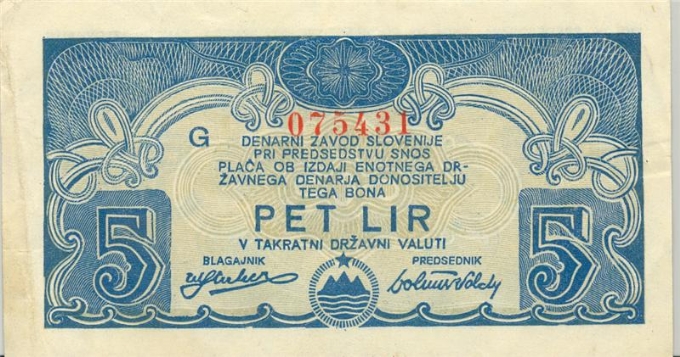 G 075431
DENARNI ZAVOD SLOVENIJE
PRI PREDSEDSTVU SNOS
PLAČA OB IZDAJI ENOTNEGA DR-
ŽAVNEGA DENARJA DONOSITELJU
TEGA BONA
PET LIR
V TAKRATNI DRŽAVNI VALUTI
BLAGAJNIK PREDSEDNIK
5 5